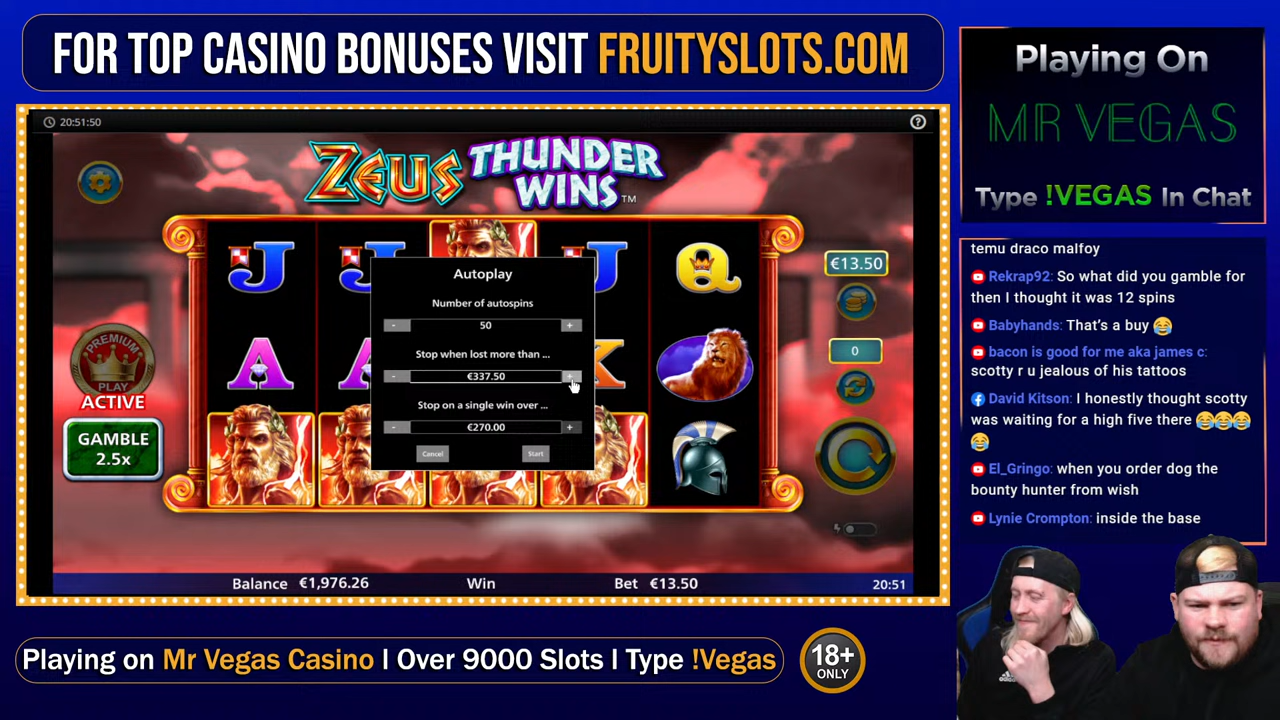 FOR TOP CASINO BONUSES VISIT FRUITYSLOTS.COM
Playing On
MR VEGAS
Type !VEGAS In Chat
20:51:50
?
ZEUS THUNDER WINS™
J
J
J
Q
€13.50
A
A
K
0
PREMIUM PLAY
ACTIVE
GAMBLE
2.5x
Autoplay
Number of autospins
- 50 +
Stop when lost more than ...
- €337.50 +
Stop on a single win over ...
- €270.00 +
Cancel Start
Balance €1,976.26 Win Bet €13.50 20:51
temu draco malfoy
Rekrap92: So what did you gamble for
then I thought it was 12 spins
Babyhands: That's a buy 😂
bacon is good for me aka james c:
scotty r u jealous of his tattoos
David Kitson: I honestly thought scotty
was waiting for a high five there 😂😂😂
😂
El_Gringo: when you order dog the
bounty hunter from wish
Lynie Crompton: inside the base
Playing on Mr Vegas Casino | Over 9000 Slots | Type !Vegas
18+
ONLY